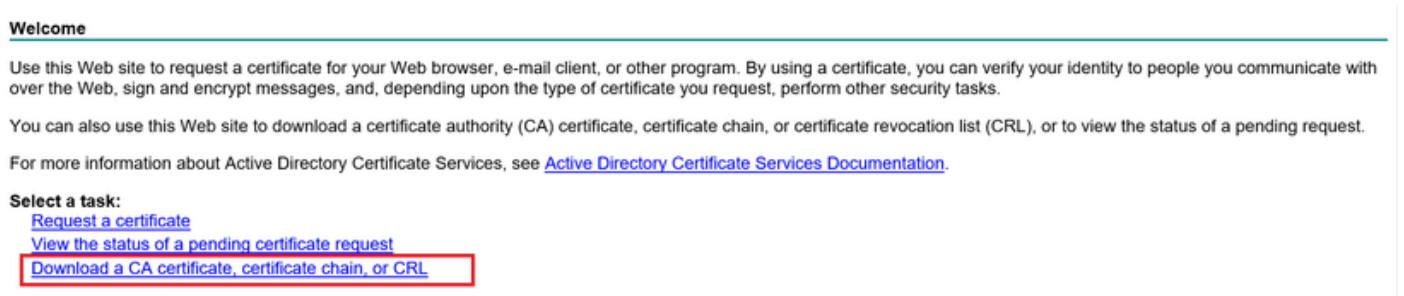 Welcome
Use this Web site to request a certificate for your Web browser, e-mail client, or other program. By using a certificate, you can verify your identity to people you communicate with
over the Web, sign and encrypt messages, and, depending upon the type of certificate you request, perform other security tasks.
You can also use this Web site to download a certificate authority (CA) certificate, certificate chain, or certificate revocation list (CRL), or to view the status of a pending request.
For more information about Active Directory Certificate Services, see Active Directory Certificate Services Documentation.
Select a task:
Request a certificate
View the status of a pending certificate request
Download a CA certificate, certificate chain, or CRL